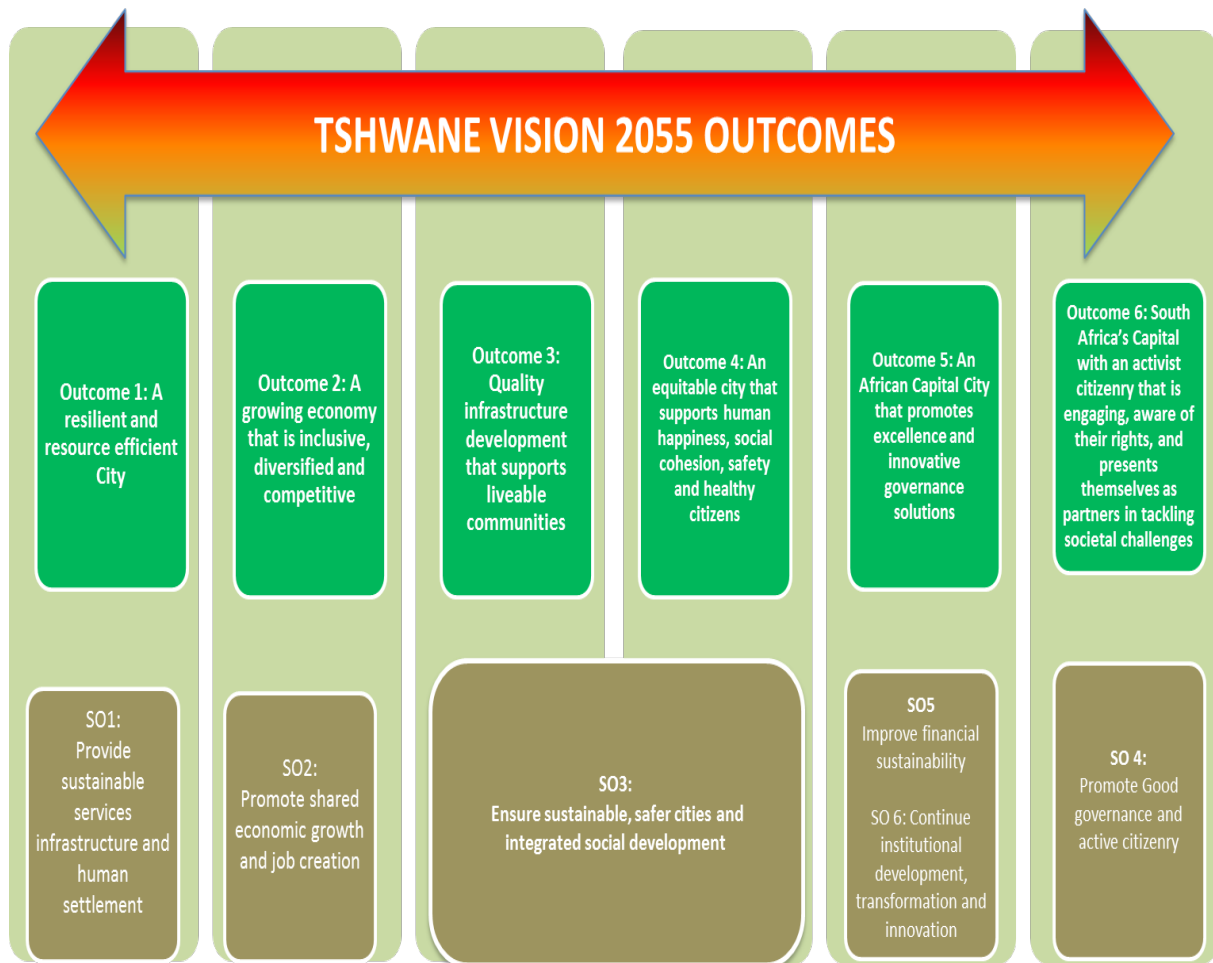 TSHWANE VISION 2055 OUTCOMES
Outcome 1: A
resilient and
resource efficient
City
Outcome 2: A
growing economy
that is inclusive,
diversified and
competitive
Outcome 3:
Quality
infrastructure
development
that supports
liveable
communities
Outcome 4: An
equitable city that
supports human
happiness, social
cohesion, safety
and healthy
citizens
Outcome 5: An
African Capital City
that promotes
excellence and
innovative
governance
solutions
Outcome 6: South
Africa's Capital
with an activist
citizenry that is
engaging, aware of
their rights, and
presents
themselves as
partners in tackling
societal challenges
SO1:
Provide
sustainable
services
infrastructure and
human
settlement
SO2:
Promote shared
economic growth
and job creation
SO3:
Ensure sustainable, safer cities and
integrated social development
SO5
Improve financial
sustainability
SO 6: Continue
institutional
development,
transformation and
innovation
SO 4:
Promote Good
governance and
active citizenry